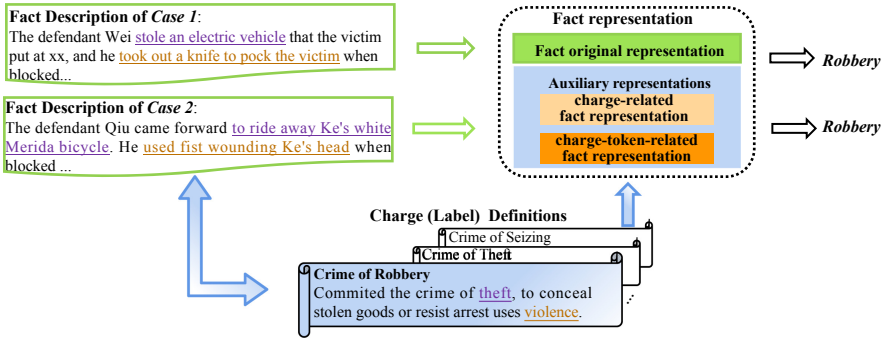 Fact Description of Case 1:
The defendant Wei stole an electric vehicle that the victim
put at xx, and he took out a knife to pock the victim when
blocked...
Fact Description of Case 2:
The defendant Qiu came forward to ride away Ke's white
Merida bicycle. He used fist wounding Ke's head when
blocked ...
Fact representation
Fact original representation
Auxiliary representations
charge-related
fact representation
charge-token-related
fact representation
Robbery
Robbery
Charge (Label) Definitions
Crime of Seizing
Crime of Theft
Crime of Robbery
Commited the crime of theft, to conceal
stolen goods or resist arrest uses violence.
...